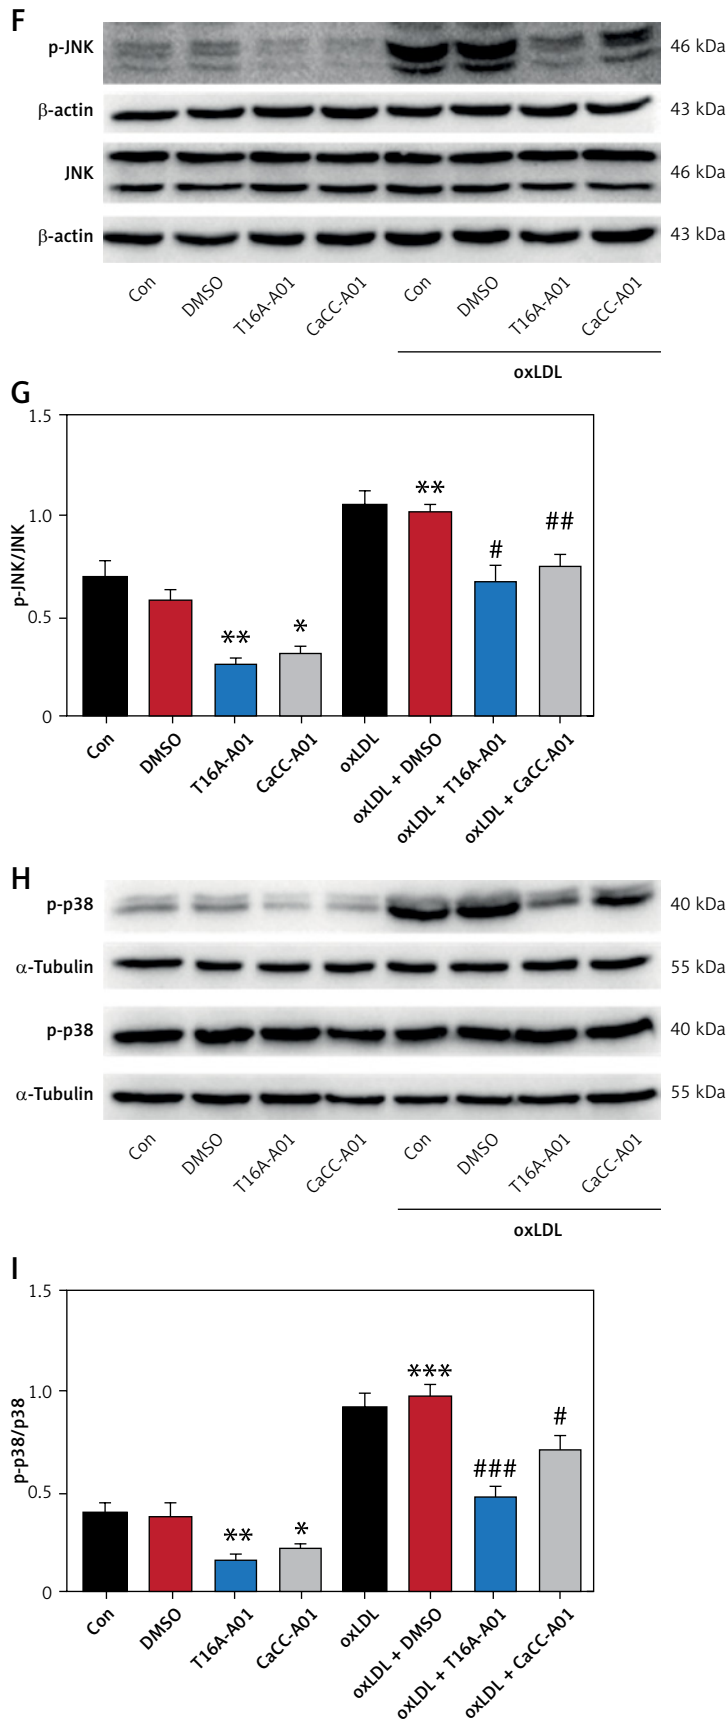 F
p-JNK 46 kDa
β-actin 43 kDa
JNK 46 kDa
β-actin 43 kDa
Con DMSO T16A-A01 CaCC-A01 Con DMSO T16A-A01 CaCC-A01
oxLDL
G
1.5
1.0
0.5
0
p-JNK/JNK
** * ** # ##
Con DMSO T16A-A01 CaCC-A01 oxLDL oxLDL + DMSO oxLDL + T16A-A01 oxLDL + CaCC-A01
H
p-p38 40 kDa
α-Tubulin 55 kDa
p-p38 40 kDa
α-Tubulin 55 kDa
Con DMSO T16A-A01 CaCC-A01 Con DMSO T16A-A01 CaCC-A01
oxLDL
I
1.5
1.0
0.5
0
p-p38/p38
** * *** ### #
Con DMSO T16A-A01 CaCC-A01 oxLDL oxLDL + DMSO oxLDL + T16A-A01 oxLDL + CaCC-A01